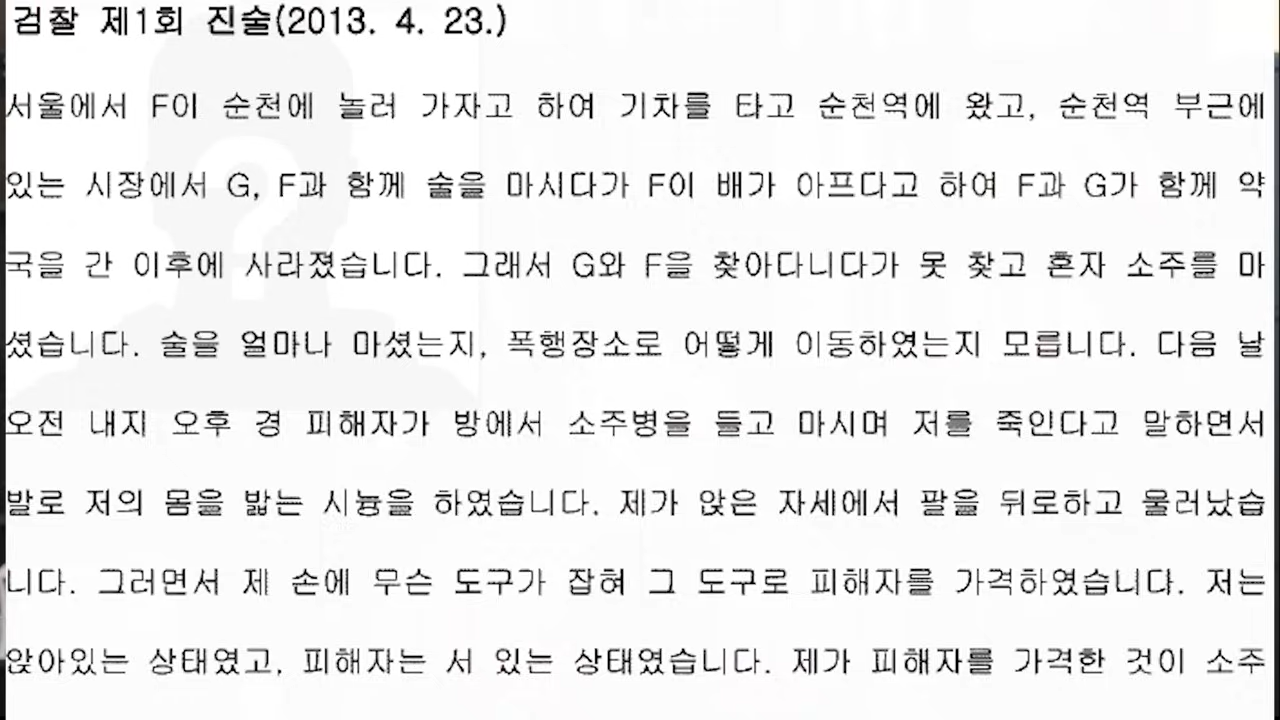 검찰 제1회 진술(2013. 4. 23.)
서울에서 F이 순천에 놀러 가자고 하여 기차를 타고 순천역에 왔고, 순천역 부근에
있는 시장에서 G, F과 함께 술을 마시다가 F이 배가 아프다고 하여 F과 G가 함께 약
국을 간 이후에 사라졌습니다. 그래서 G와 F을 찾아다니다가 못 찾고 혼자 소주를 마
셨습니다. 술을 얼마나 마셨는지, 폭행장소로 어떻게 이동하였는지 모릅니다. 다음 날
오전 내지 오후 경 피해자가 방에서 소주병을 들고 마시며 저를 죽인다고 말하면서
발로 저의 몸을 밟는 시늉을 하였습니다. 제가 앉은 자세에서 팔을 뒤로하고 물러났습
니다. 그러면서 제 손에 무슨 도구가 잡혀 그 도구로 피해자를 가격하였습니다. 저는
앉아있는 상태였고, 피해자는 서 있는 상태였습니다. 제가 피해자를 가격한 것이 소주
?